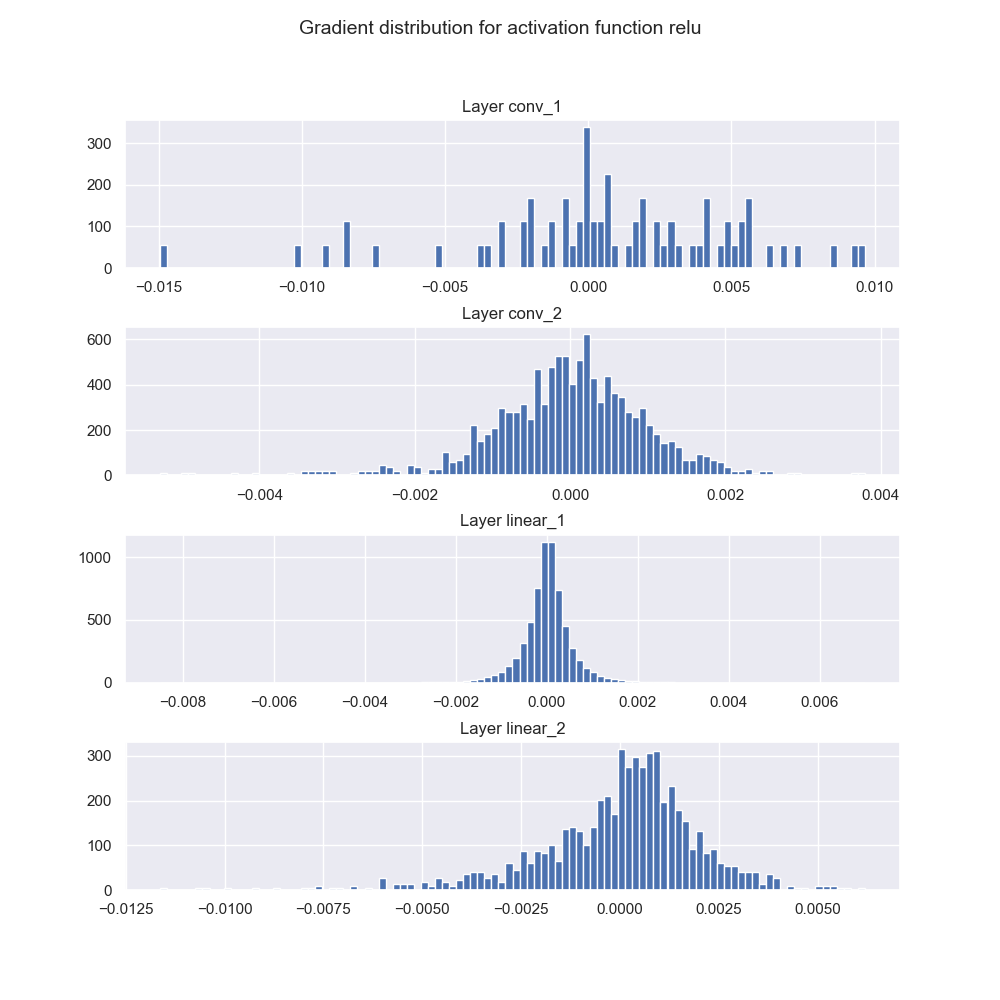 Gradient distribution for activation function relu
Layer conv_1
300
200
100
0
−0.015 −0.010 −0.005 0.000 0.005 0.010
Layer conv_2
600
400
200
0
−0.004 −0.002 0.000 0.002 0.004
Layer linear_1
1000
500
0
−0.008 −0.006 −0.004 −0.002 0.000 0.002 0.004 0.006
Layer linear_2
300
200
100
0
−0.0125 −0.0100 −0.0075 −0.0050 −0.0025 0.0000 0.0025 0.0050